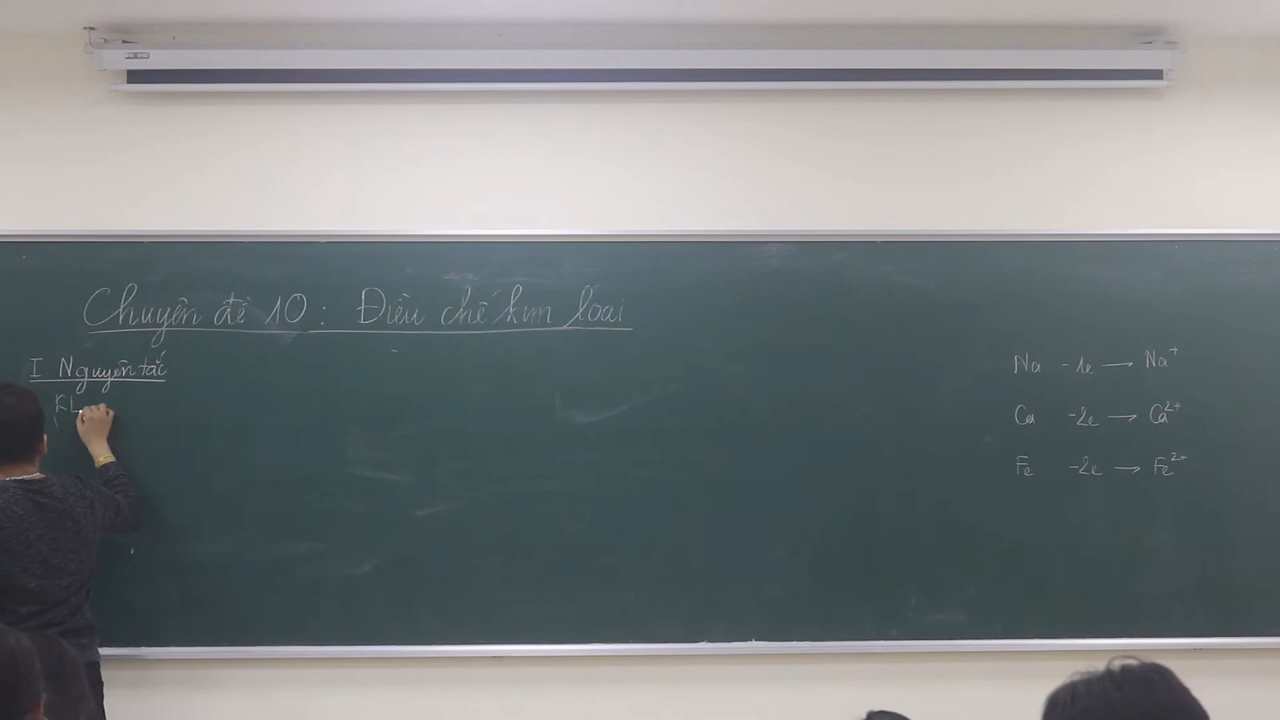 Chuyên đề 10 : Điều chế kim loại
I Nguyên tắc
KL
Na -1e → Na⁺
Ca -2e → Ca²⁺
Fe -2e → Fe²⁺